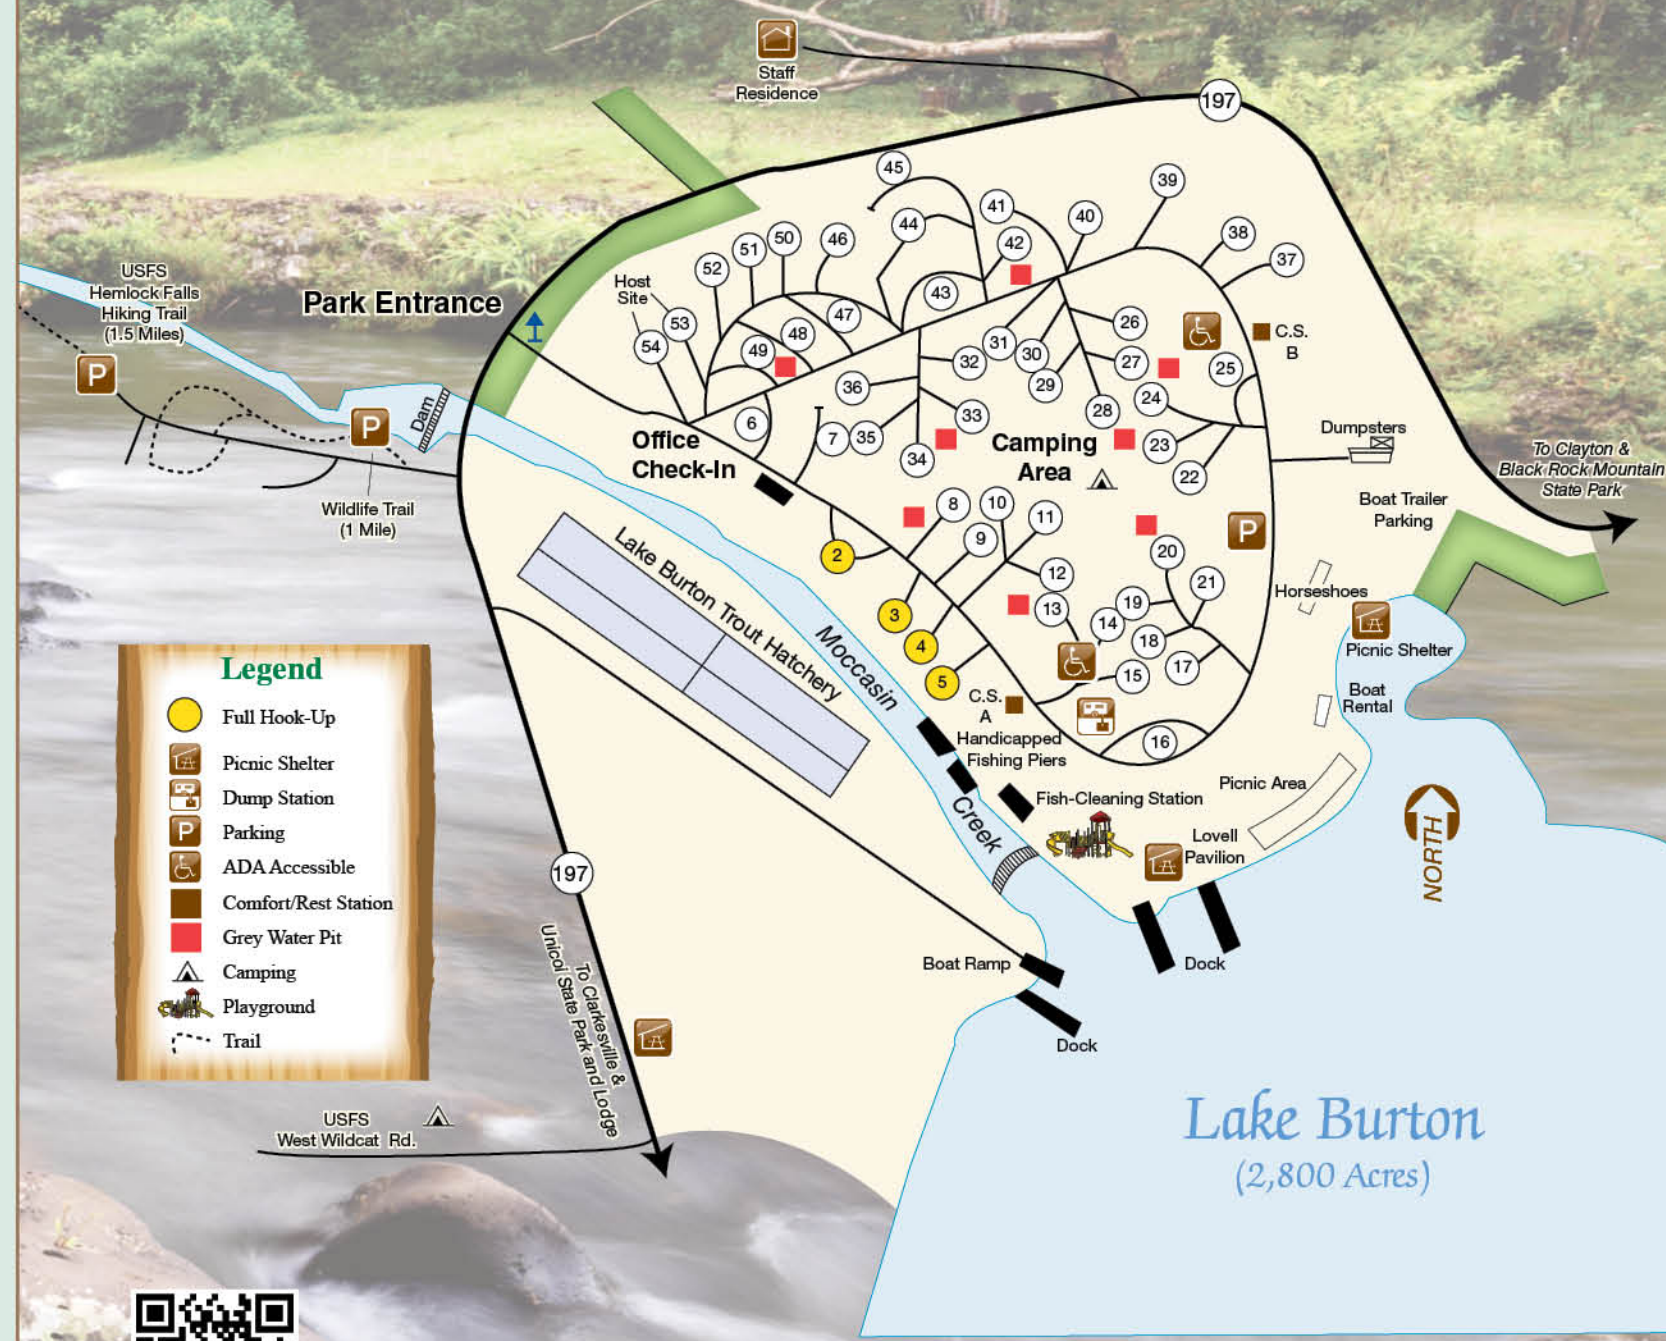 Staff
Residence
197
45
39
41
40
44
38
50
46
51
42
37
52
USFS
Hemlock Falls
Hiking Trail
(1.5 Miles)
Host
Site
Park Entrance
43
47
53
26
48
C.S.
B
54
31
49
30
32
27
25
P
29
36
24
28
33
6
Dam
P
7
35
Office
Check-In
Camping
Area
23
34
22
Dumpsters
To Clayton &
Black Rock Mountain
State Park
Wildlife Trail
(1 Mile)
Boat Trailer
Parking
8
10
11
9
P
2
20
12
21
Horseshoes
Lake Burton Trout Hatchery
3
13
19
14
4
18
Moccasin
Picnic Shelter
17
15
5
C.S.
A
Boat
Rental
Handicapped
Fishing Piers
16
Picnic Area
Fish-Cleaning Station
Creek
Lovell
Pavilion
NORTH
197
Boat Ramp
Dock
Dock
To Clarkesville &
Unicoi State Park and Lodge
Legend
Full Hook-Up
Picnic Shelter
Dump Station
P Parking
ADA Accessible
Comfort/Rest Station
Grey Water Pit
Camping
Playground
Trail
USFS
West Wildcat Rd.
Lake Burton
(2,800 Acres)